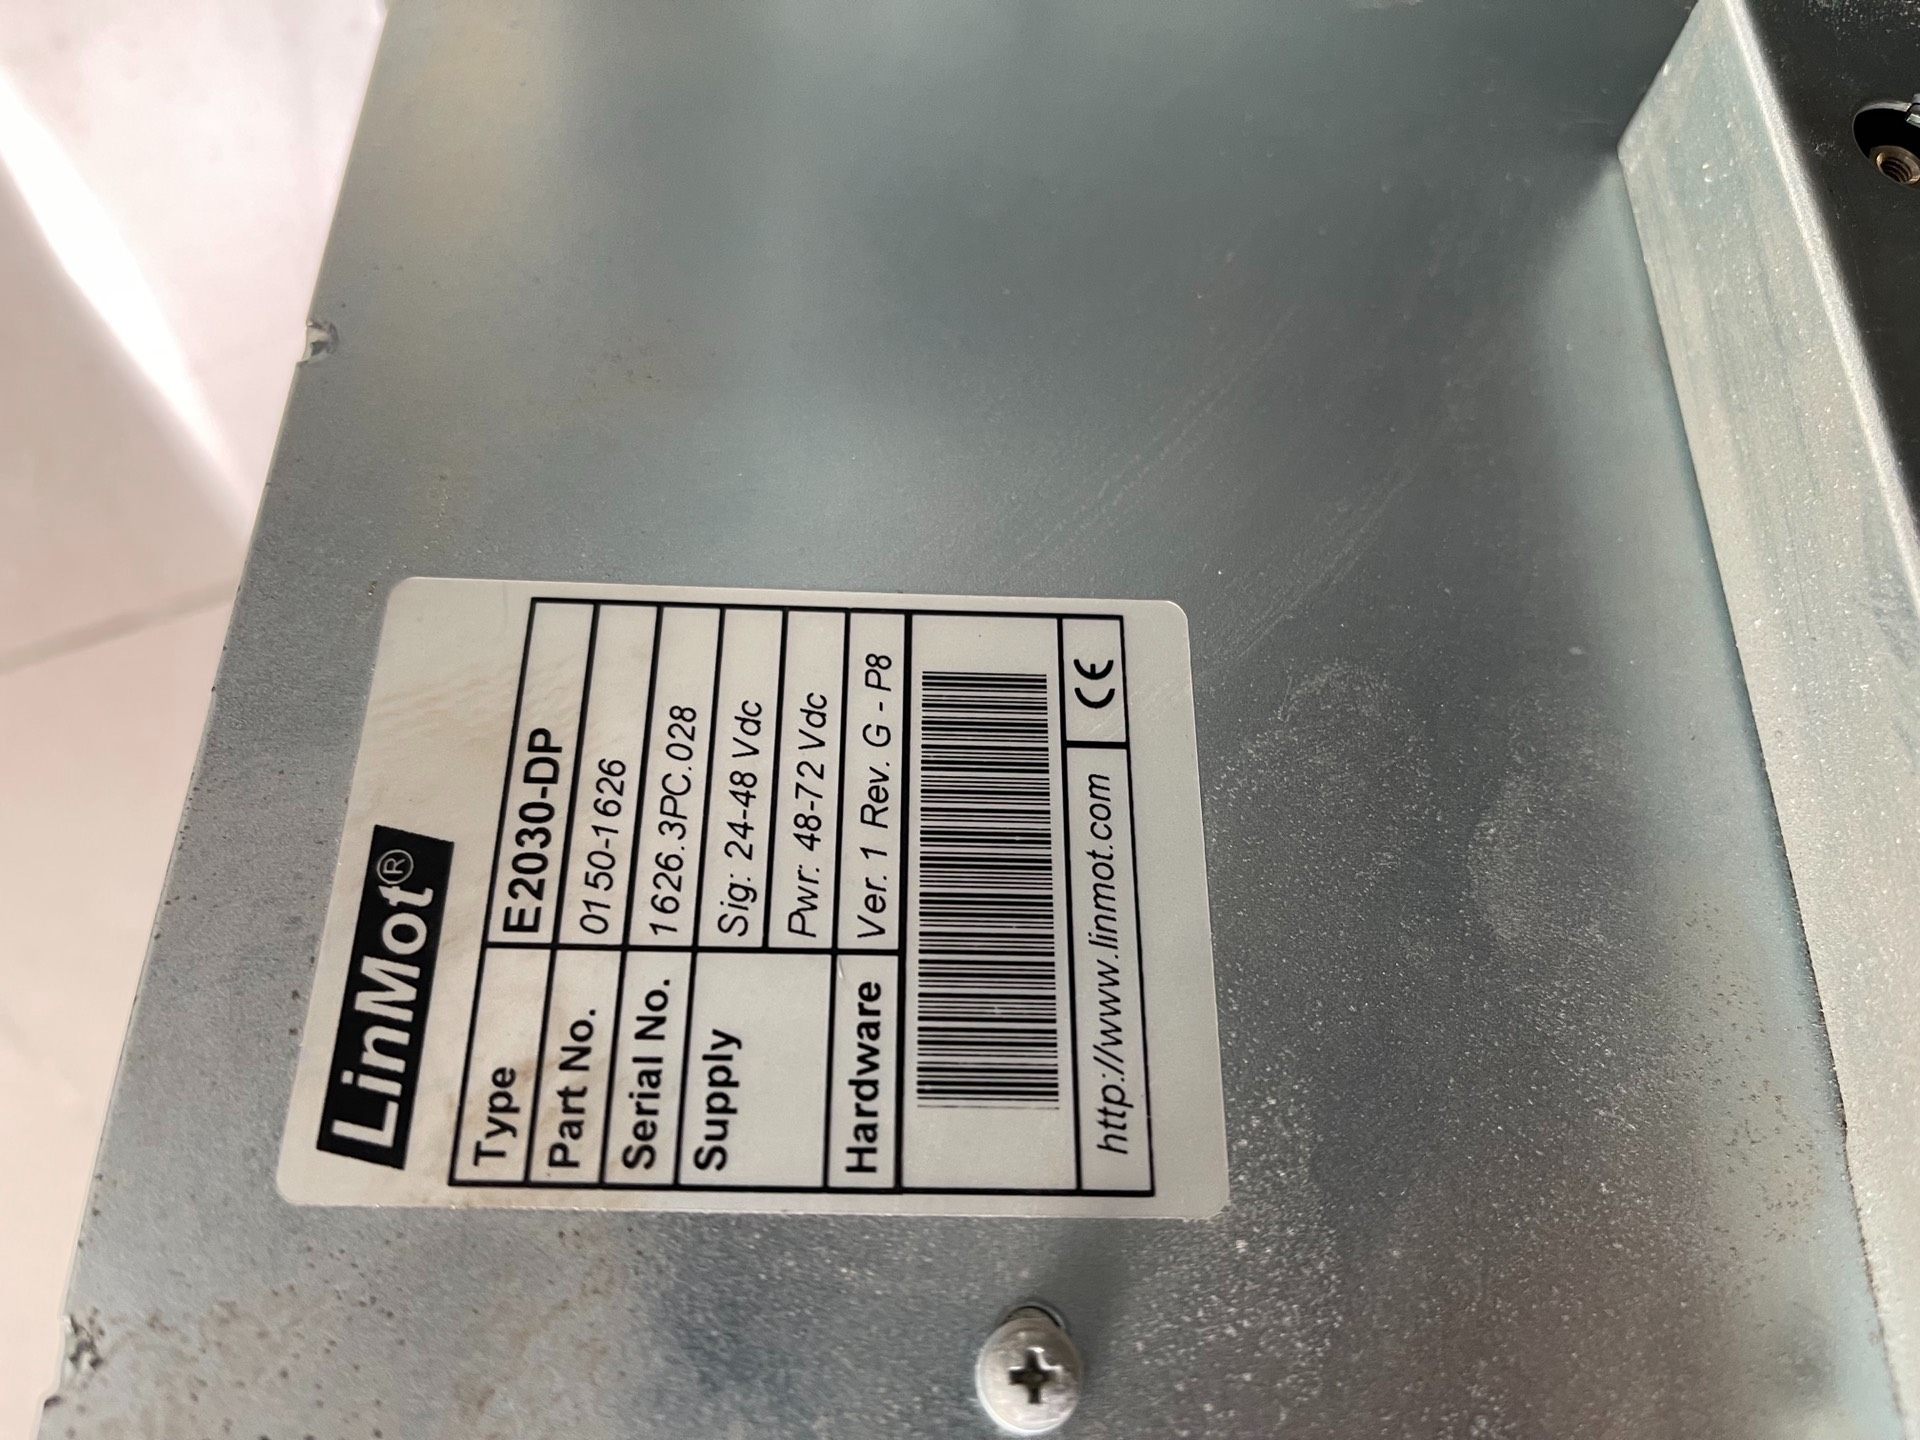 LinMot®
Type E2030-DP
Part No. 0150-1626
Serial No. 1626.3PC.028
Supply Sig: 24-48 Vdc
Pwr: 48-72 Vdc
Hardware Ver. 1 Rev. G - P8
http://www.linmot.com CE